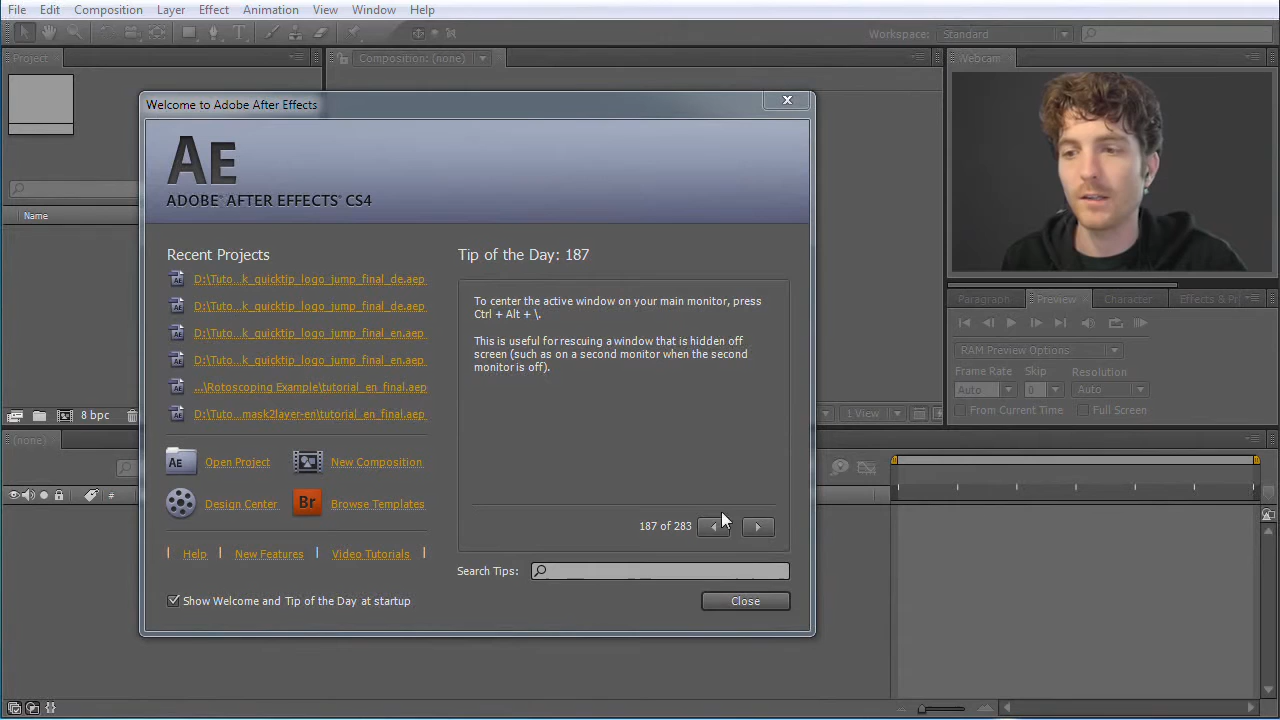 File Edit Composition Layer Effect Animation View Window Help
Workspace: Standard
Project
Composition: (none)
Webcam
Welcome to Adobe After Effects
AE
ADOBE® AFTER EFFECTS® CS4
Name
Recent Projects
D:\Tuto...k_quicktip_logo_jump_final_de.aep
D:\Tuto...k_quicktip_logo_jump_final_de.aep
D:\Tuto...k_quicktip_logo_jump_final_en.aep
D:\Tuto...k_quicktip_logo_jump_final_en.aep
...\Rotoscoping Example\tutorial_en_final.aep
D:\Tuto...mask2layer-en\tutorial_en_final.aep
Open Project
New Composition
AE
Design Center
Br
Browse Templates
Help
New Features
Video Tutorials
Show Welcome and Tip of the Day at startup
Tip of the Day: 187
To center the active window on your main monitor, press
Ctrl + Alt + \.
This is useful for rescuing a window that is hidden off
screen (such as on a second monitor when the second
monitor is off).
187 of 283
Search Tips:
Close
8 bpc
1 View
Paragraph
Preview
Character
Effects & Pr
RAM Preview Options
Frame Rate
Skip
Resolution
Auto
0
Auto
From Current Time
Full Screen
(none)
#